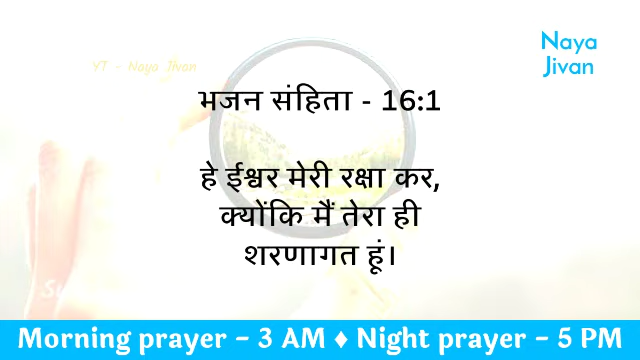 Naya
Jivan
YT - Naya Jivan
भजन संहिता - 16:1
हे ईश्वर मेरी रक्षा कर,
क्योंकि मैं तेरा ही
शरणागत हूं।
Morning prayer - 3 AM ♦ Night prayer - 5 PM